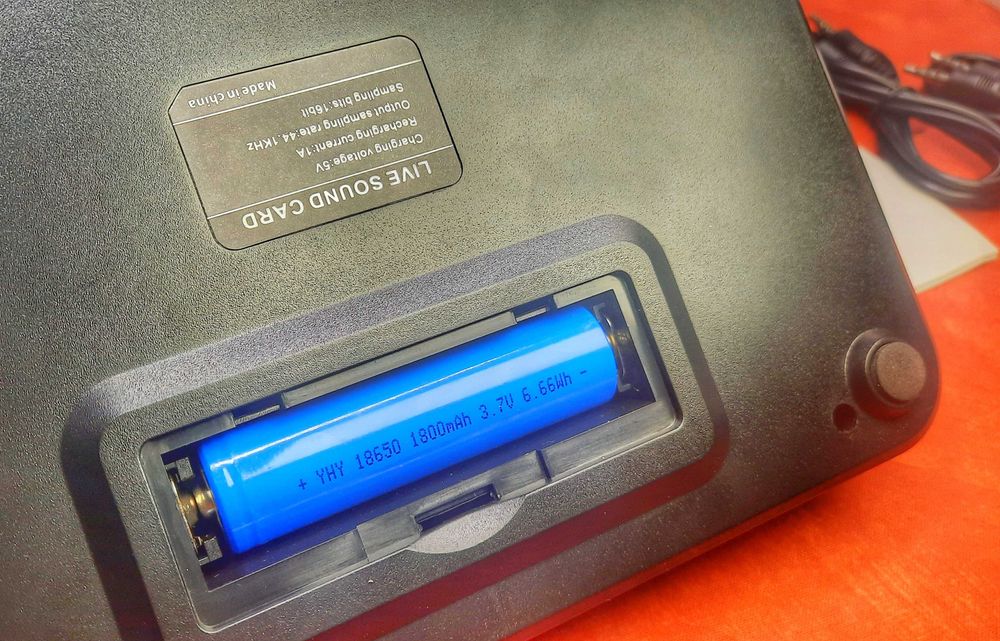 LIVE SOUND CARD
Charging voltage:5V
Recharging current:1A
Output sampling rate:44.1KHz
Sampling bits:16bit
Made in china
+ YHY 18650 1800mAh 3.7V 6.66Wh -